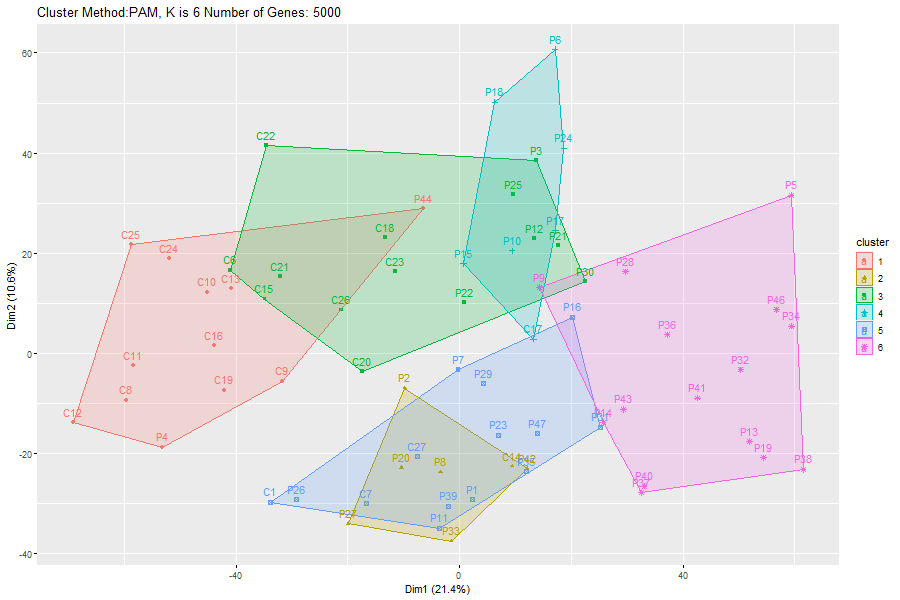 Cluster Method:PAM, K is 6 Number of Genes: 5000
60
40
20
0
-20
-40
Dim2 (10.6%)
P6
P18
C22
P24
P3
P25
P5
P44
C25
C24
C18
P12
P17
P21
P10
P15
C6
C21
C23
P28
C10
C13
C15
P9
P30
C26
P22
P16
P46
P34
C17
P36
C16
C11
C20
P7
P29
P32
C9
C19
C8
P2
P41
P43
C12
P4
P23
P47
P14
P13
C27
P20
P8
C14
P19
P38
P40
C1
P26
C7
P39
P1
P27
P11
P33
-40
0
40
Dim1 (21.4%)
cluster
1
2
3
4
5
6